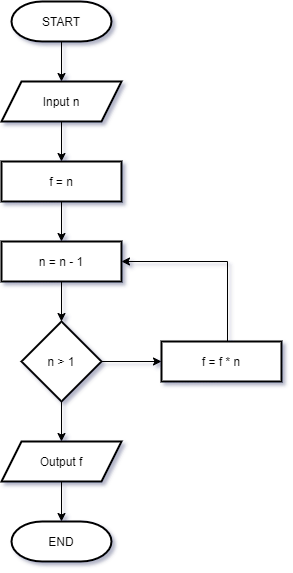 START
Input n
f = n
n = n - 1
n > 1
f = f * n
Output f
END